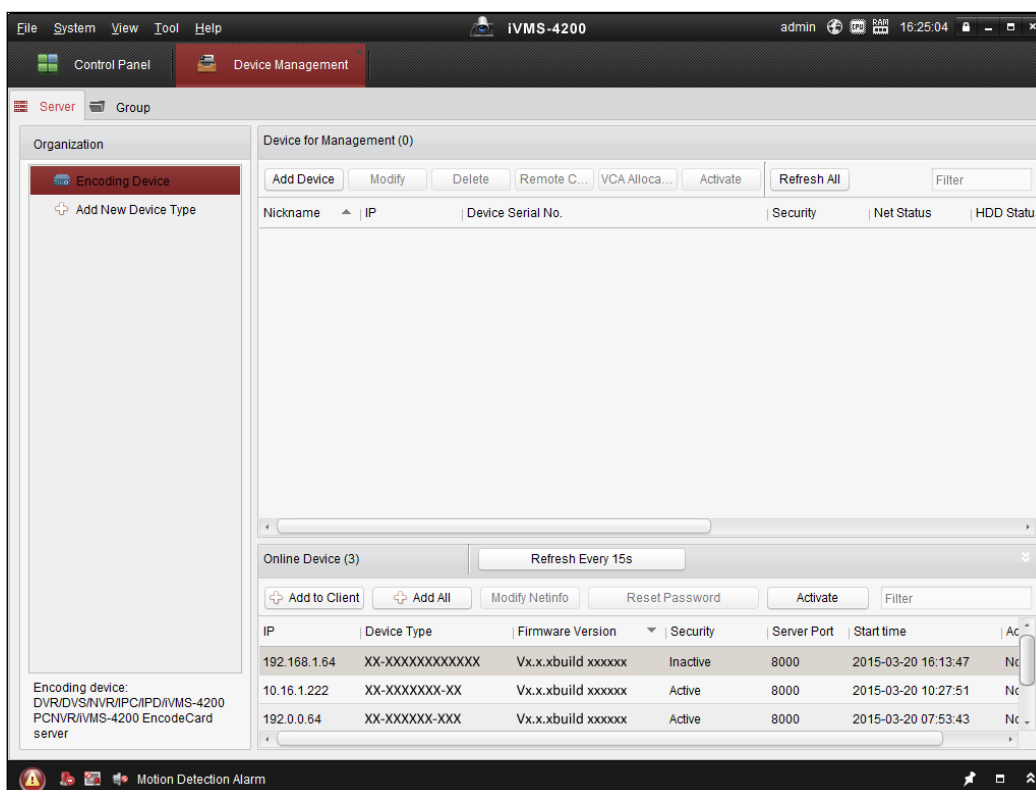 File System View Tool Help iVMS-4200 admin CPU RAM 16:25:04
Control Panel Device Management
Server Group
Organization
Encoding Device
Add New Device Type
Encoding device:
DVR/DVS/NVR/IPC/IPD/iVMS-4200
PCNVR/iVMS-4200 EncodeCard
server
Device for Management (0)
Add Device Modify Delete Remote C... VCA Alloca... Activate Refresh All Filter
Nickname IP Device Serial No. Security Net Status HDD Statu
Online Device (3) Refresh Every 15s
Add to Client Add All Modify Netinfo Reset Password Activate Filter
IP Device Type Firmware Version Security Server Port Start time Ad
192.168.1.64 XX-XXXXXXXXXXXX Vx.x.xbuild xxxxxx Inactive 8000 2015-03-20 16:13:47 No
10.16.1.222 XX-XXXXXXX-XX Vx.x.xbuild xxxxxx Active 8000 2015-03-20 10:27:51 No
192.0.0.64 XX-XXXXXX-XXX Vx.x.xbuild xxxxxx Active 8000 2015-03-20 07:53:43 No
Motion Detection Alarm